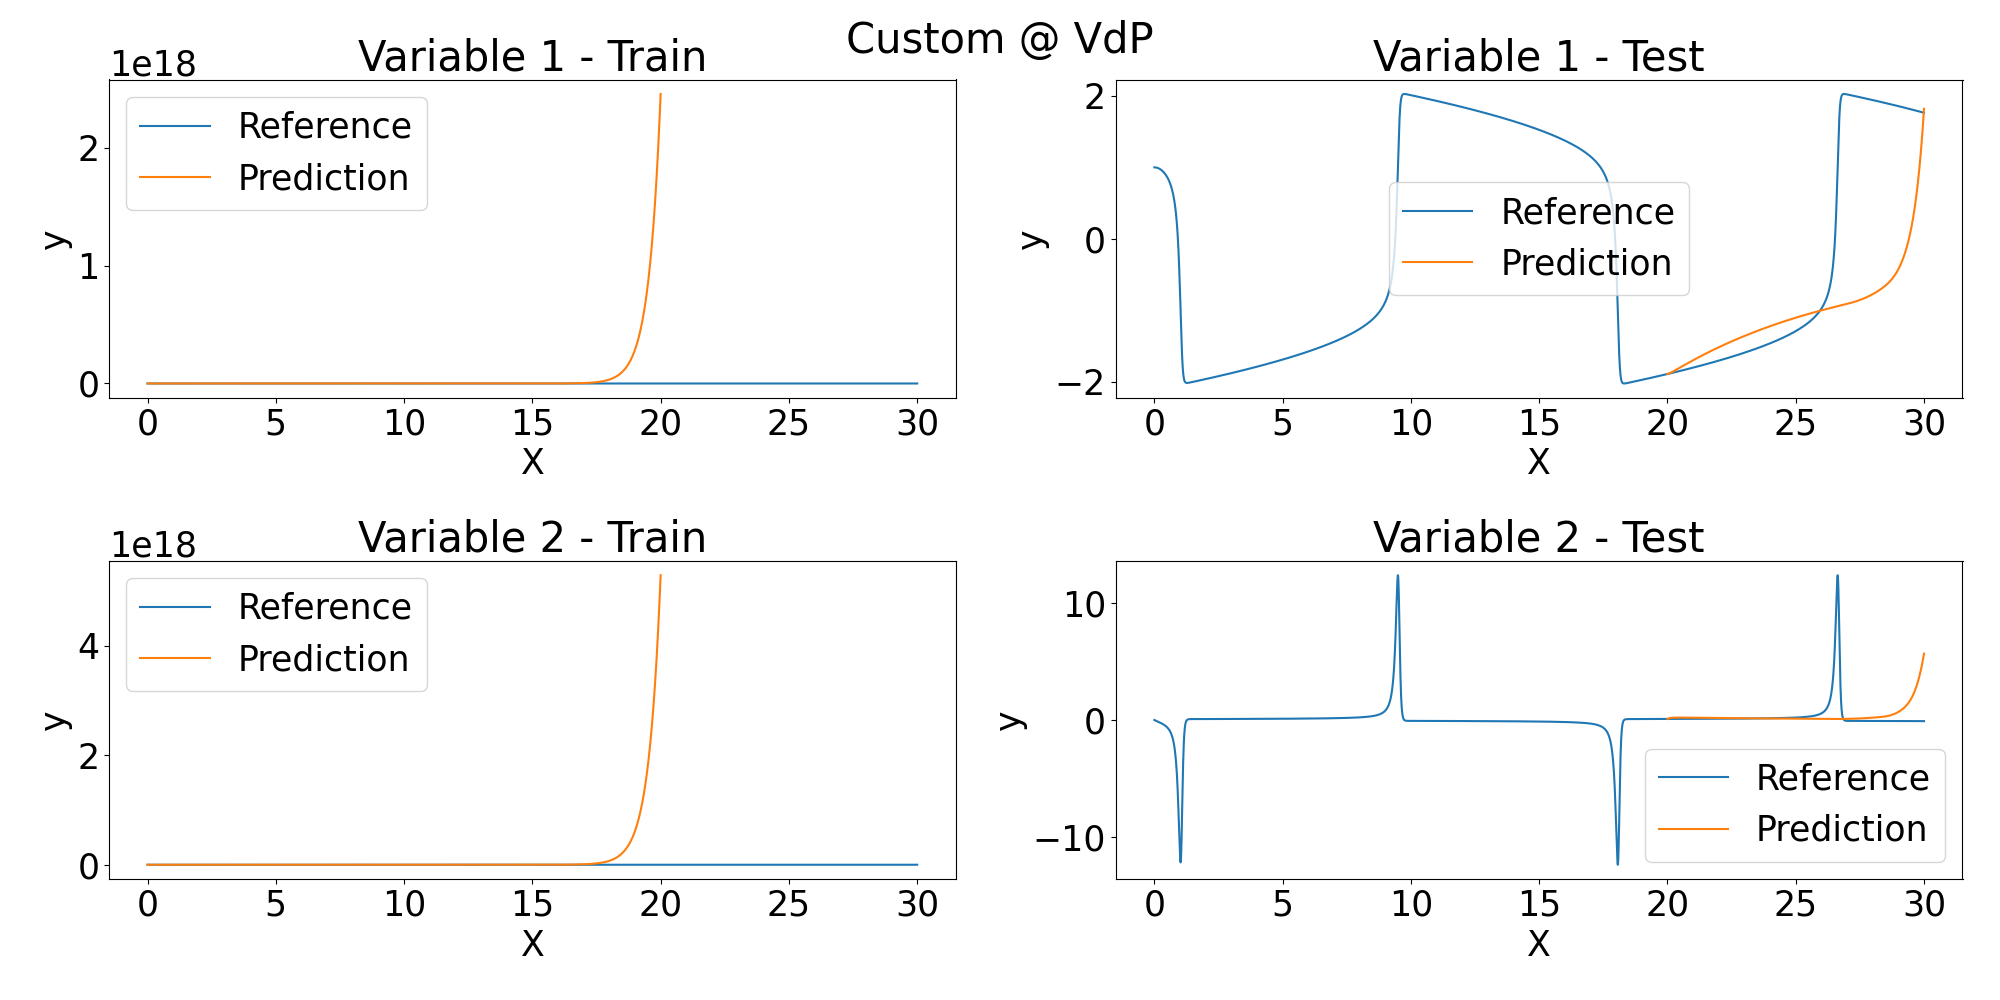 Custom @ VdP
Variable 1 - Train
1e18
2
1
0
y
Reference
Prediction
0 5 10 15 20 25 30
X
Variable 1 - Test
2
0
−2
y
Reference
Prediction
0 5 10 15 20 25 30
X
Variable 2 - Train
1e18
4
2
0
y
Reference
Prediction
0 5 10 15 20 25 30
X
Variable 2 - Test
10
0
−10
y
Reference
Prediction
0 5 10 15 20 25 30
X